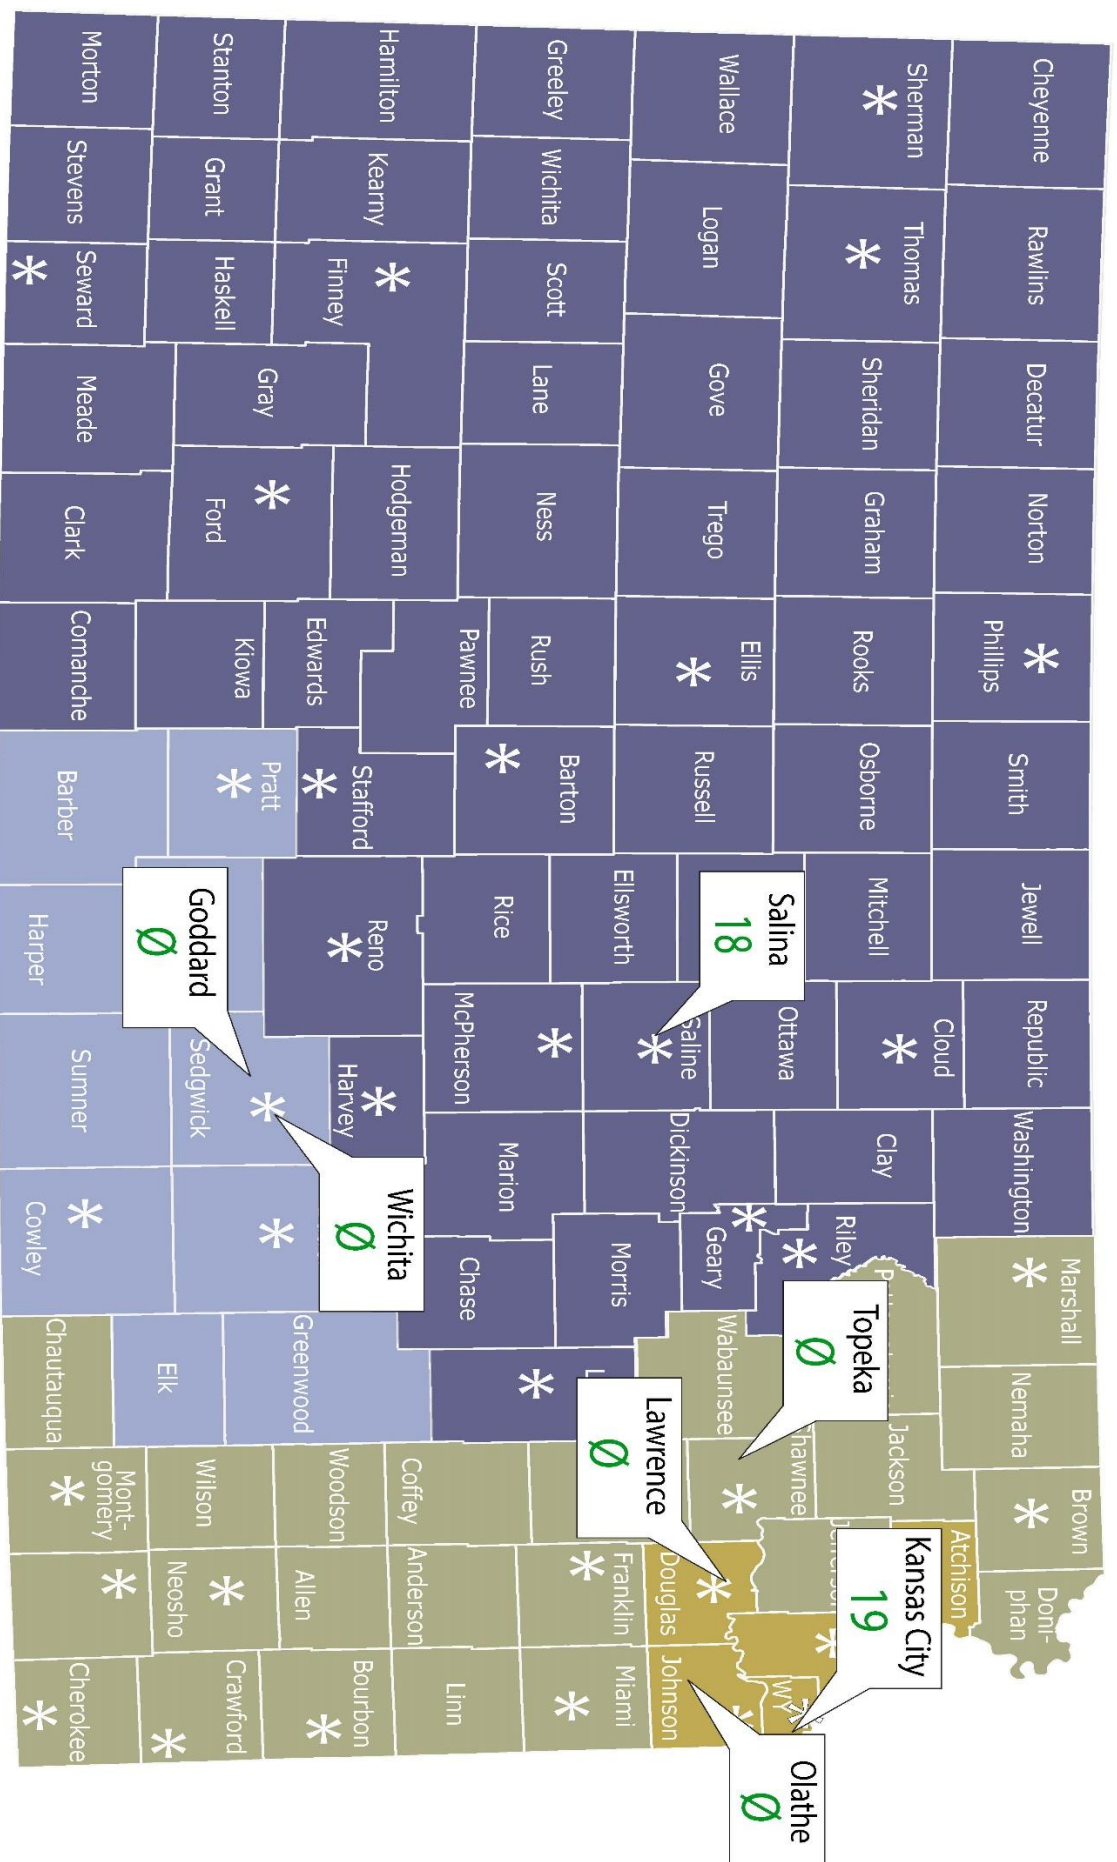 Cheyenne
Rawlins
Decatur
Norton
Phillips
*
Smith
Jewell
Republic
Washington
Marshall
*
Nemaha
Brown
*
Doni-
phan
Sherman
*
Thomas
*
Sheridan
Graham
Rooks
Osborne
Mitchell
Cloud
*
Clay
Riley
*
Jackson
Atchison
Wallace
Logan
Gove
Trego
Ellis
*
Russell
Salina
18
Ottawa
Saline
*
Dickinson
Geary
*
Topeka
Ø
Wabaunsee
*
Kansas City
19
*
WY
*
Olathe
Ø
Greeley
Wichita
Scott
Lane
Ness
Rush
Barton
*
Ellsworth
Rice
McPherson
*
Marion
Morris
Chase
*
Lawrence
Ø
Douglas
*
Johnson
*
Franklin
*
Miami
*
Hamilton
Kearny
Finney
*
Hodgeman
Pawnee
Edwards
Stafford
*
Reno
*
Harvey
*
Wichita
Ø
Greenwood
Coffey
Anderson
Linn
Stanton
Grant
Haskell
Gray
Ford
*
Kiowa
Pratt
*
Goddard
Ø
Sedgwick
*
*
Elk
Woodson
Allen
Bourbon
*
Wilson
Neosho
*
Crawford
*
Morton
Stevens
Seward
*
Meade
Clark
Comanche
Barber
Harper
Sumner
Cowley
*
Chautauqua
Mont-
gomery
*
*
Cherokee
*